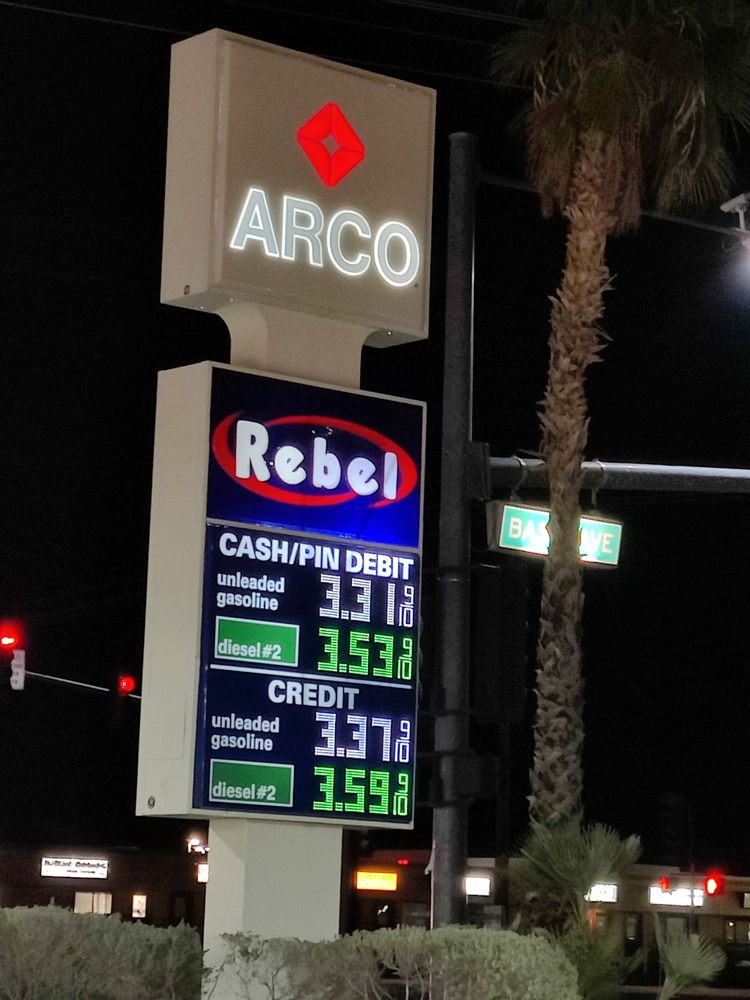 ARCO
Rebel
CASH/PIN DEBIT
unleaded
gasoline
3.31 9/10
diesel #2
3.53 9/10
CREDIT
unleaded
gasoline
3.37 9/10
diesel #2
3.59 9/10
AVE